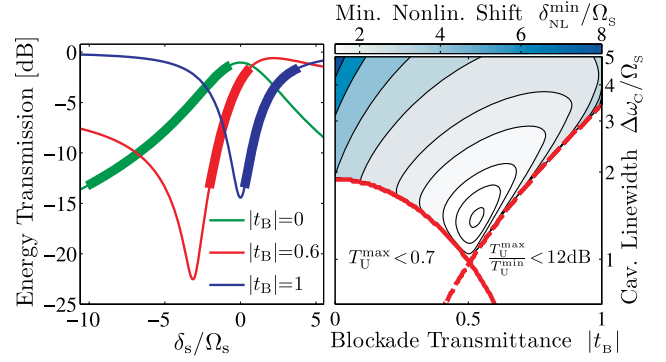 Min. Nonlin. Shift δ_NL^min/Ω_S
2 4 6 8
Energy Transmission [dB]
0
−5
−10
−15
−20
−25
|t_B|=0
|t_B|=0.6
|t_B|=1
−10 −5 0 5
δ_s/Ω_s
T_U^max<0.7
T_U^max/T_U^min<12dB
5
4
3
2
1
Cav. Linewidth Δω_C/Ω_S
0 0.5 1
Blockade Transmittance |t_B|